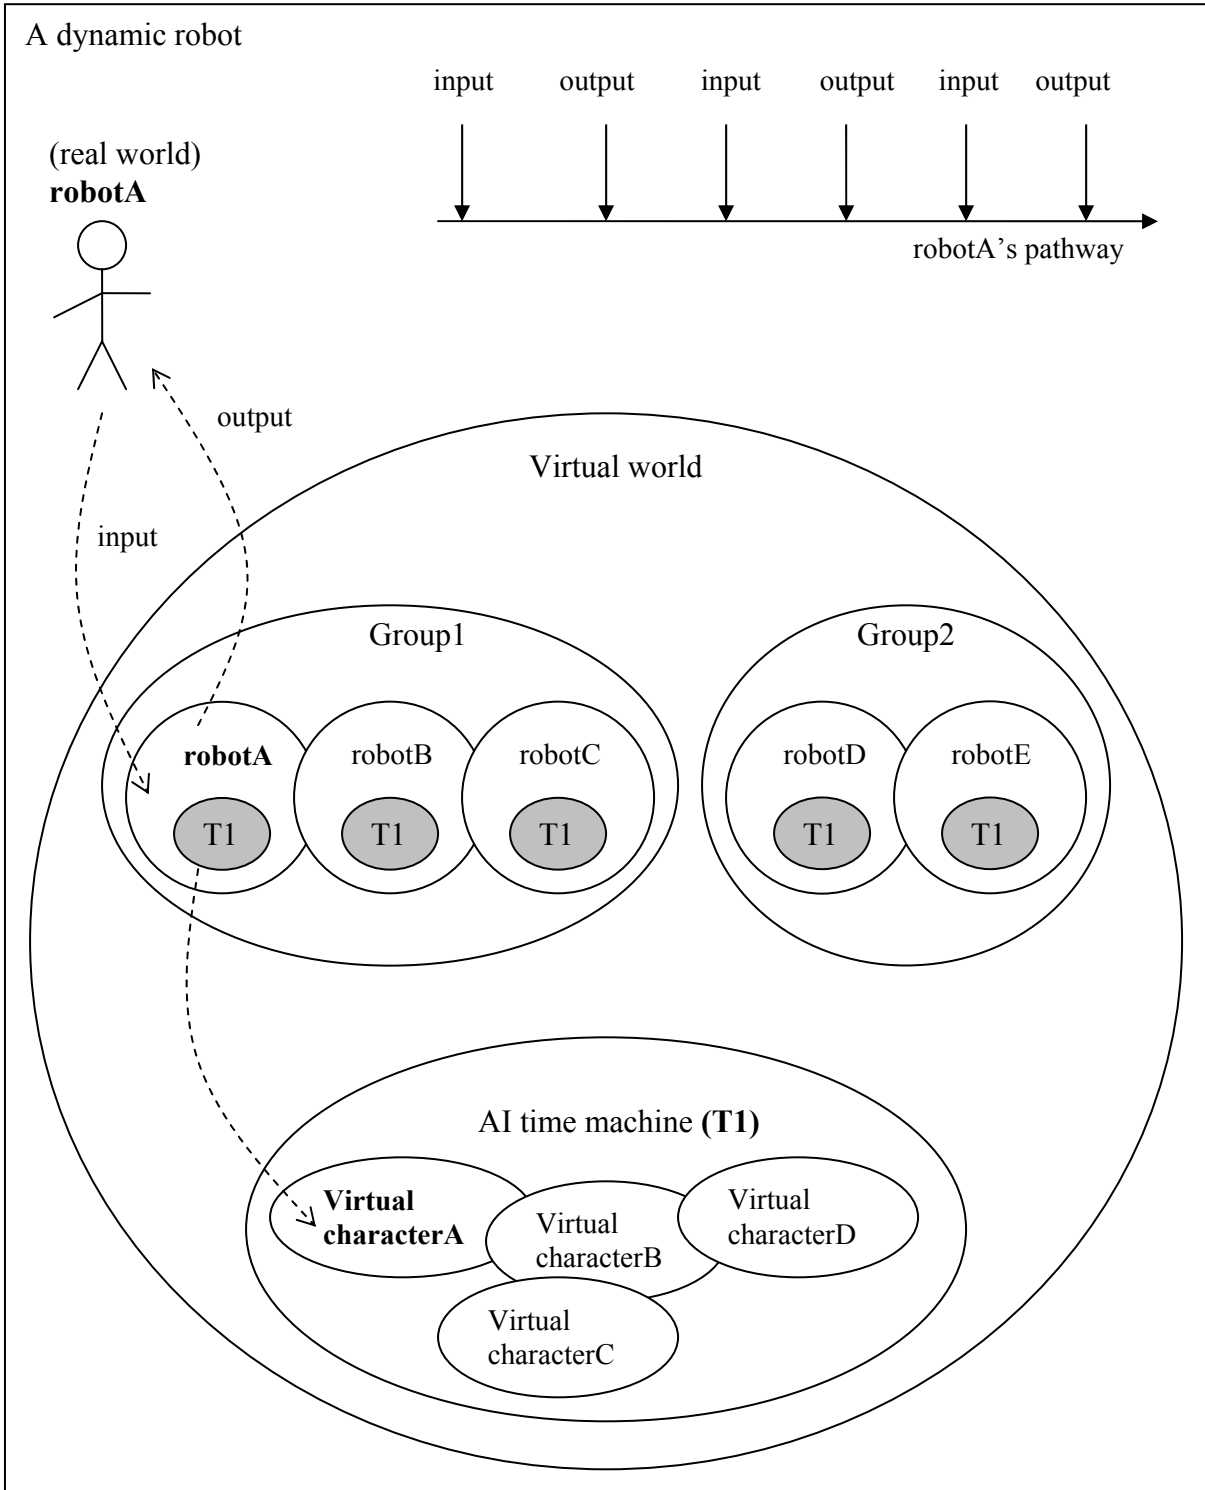 A dynamic robot
input output input output input output
(real world)
robotA
robotA's pathway
output
Virtual world
input
Group1 Group2
robotA robotB robotC robotD robotE
T1 T1 T1 T1 T1
AI time machine (T1)
Virtual
characterA
Virtual
characterB
Virtual
characterD
Virtual
characterC